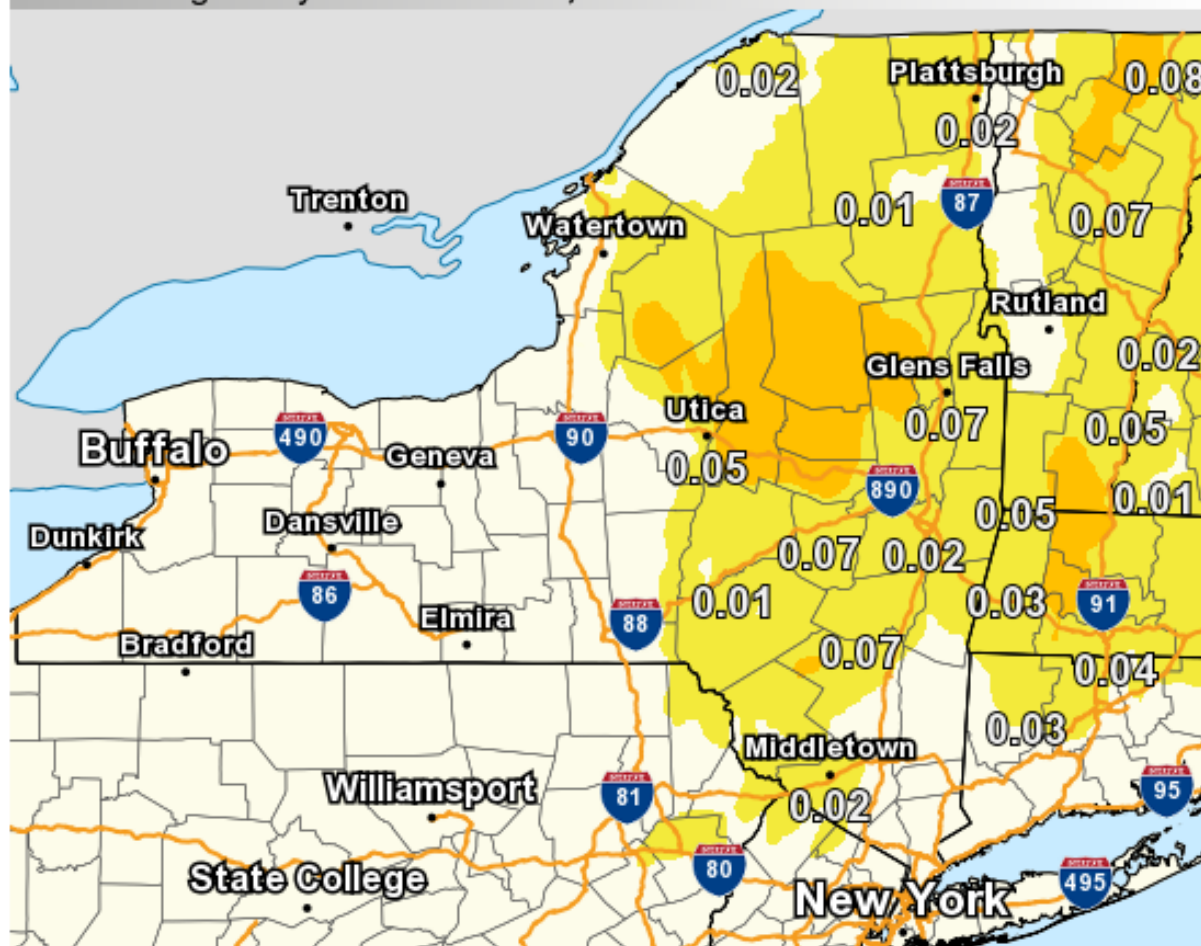 0.02
Plattsburgh
0.08
0.02
Trenton
87
0.01
0.07
Watertown
Rutland
0.02
Glens Falls
Utica
0.07
0.05
490
90
Buffalo
Geneva
0.05
890
0.01
Dansville
0.05
Dunkirk
0.07
0.02
86
0.01
0.03
91
Elmira
88
Bradford
0.07
0.04
0.03
Middletown
Williamsport
81
0.02
95
80
State College
495
New York